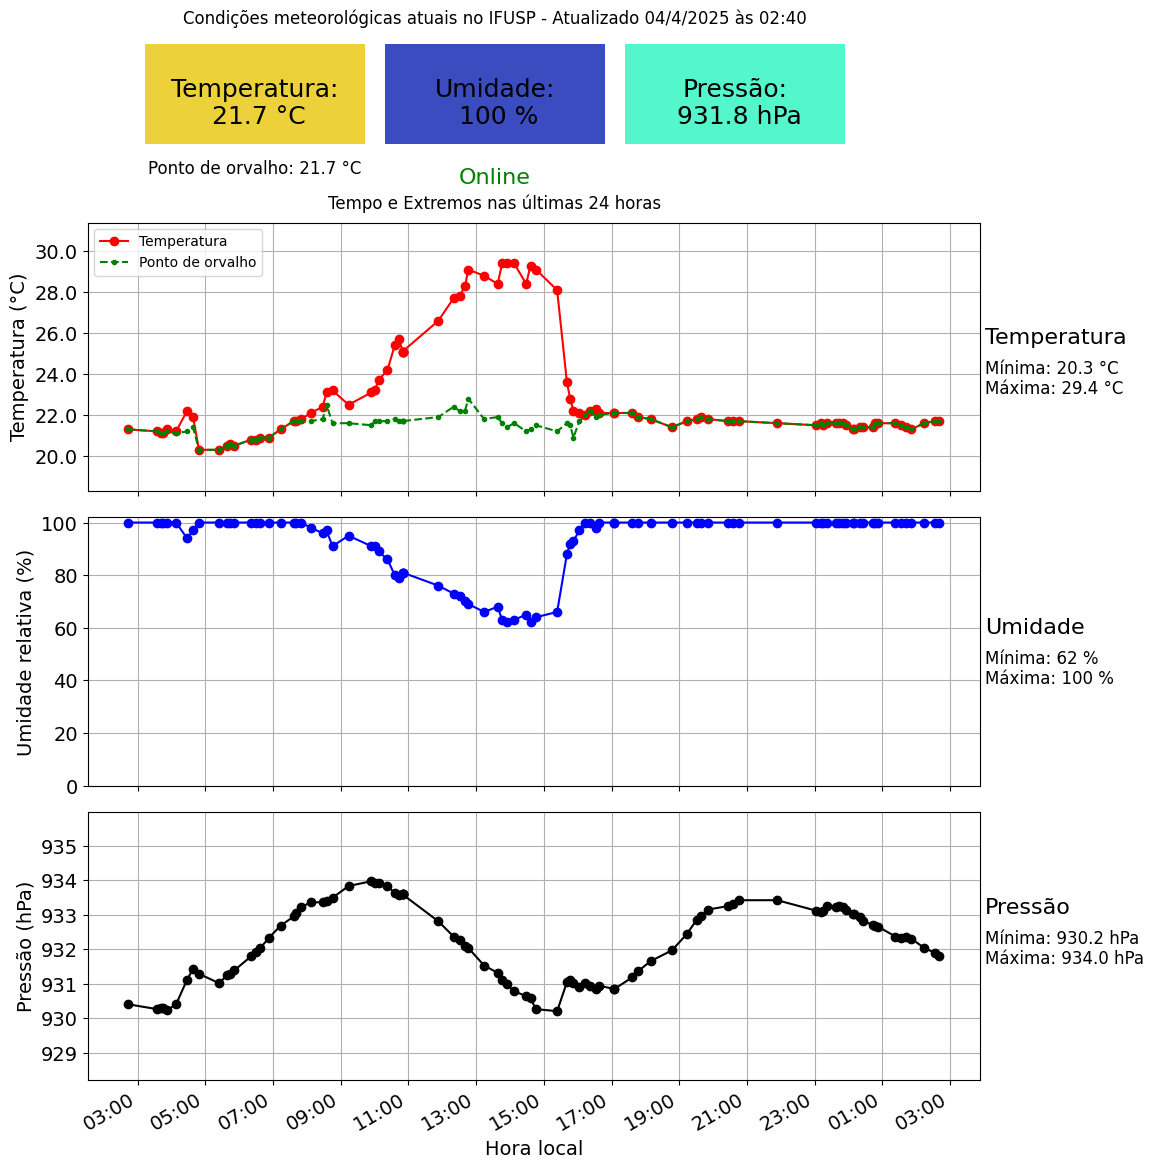 Condições meteorológicas atuais no IFUSP - Atualizado 04/4/2025 às 02:40
Temperatura:
21.7 °C
Umidade:
100 %
Pressão:
931.8 hPa
Ponto de orvalho: 21.7 °C
Online
Tempo e Extremos nas últimas 24 horas
Temperatura (°C)
30.0
28.0
26.0
24.0
22.0
20.0
Temperatura
Ponto de orvalho
Temperatura
Mínima: 20.3 °C
Máxima: 29.4 °C
Umidade relativa (%)
100
80
60
40
20
0
Umidade
Mínima: 62 %
Máxima: 100 %
Pressão (hPa)
935
934
933
932
931
930
929
Pressão
Mínima: 930.2 hPa
Máxima: 934.0 hPa
03:00 05:00 07:00 09:00 11:00 13:00 15:00 17:00 19:00 21:00 23:00 01:00 03:00
Hora local